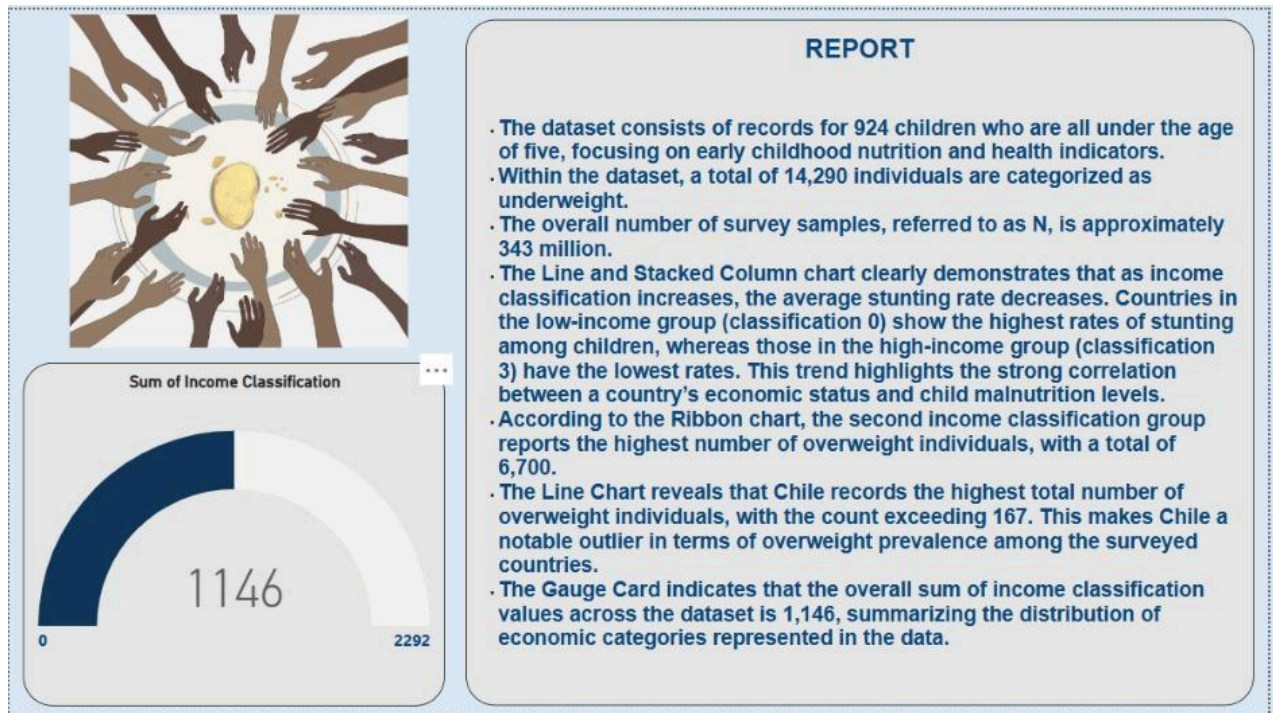 REPORT
· The dataset consists of records for 924 children who are all under the age
of five, focusing on early childhood nutrition and health indicators.
· Within the dataset, a total of 14,290 individuals are categorized as
underweight.
· The overall number of survey samples, referred to as N, is approximately
343 million.
· The Line and Stacked Column chart clearly demonstrates that as income
classification increases, the average stunting rate decreases. Countries in
the low-income group (classification 0) show the highest rates of stunting
among children, whereas those in the high-income group (classification
3) have the lowest rates. This trend highlights the strong correlation
between a country's economic status and child malnutrition levels.
· According to the Ribbon chart, the second income classification group
reports the highest number of overweight individuals, with a total of
6,700.
· The Line Chart reveals that Chile records the highest total number of
overweight individuals, with the count exceeding 167. This makes Chile a
notable outlier in terms of overweight prevalence among the surveyed
countries.
· The Gauge Card indicates that the overall sum of income classification
values across the dataset is 1,146, summarizing the distribution of
economic categories represented in the data.
Sum of Income Classification
1146
0
2292